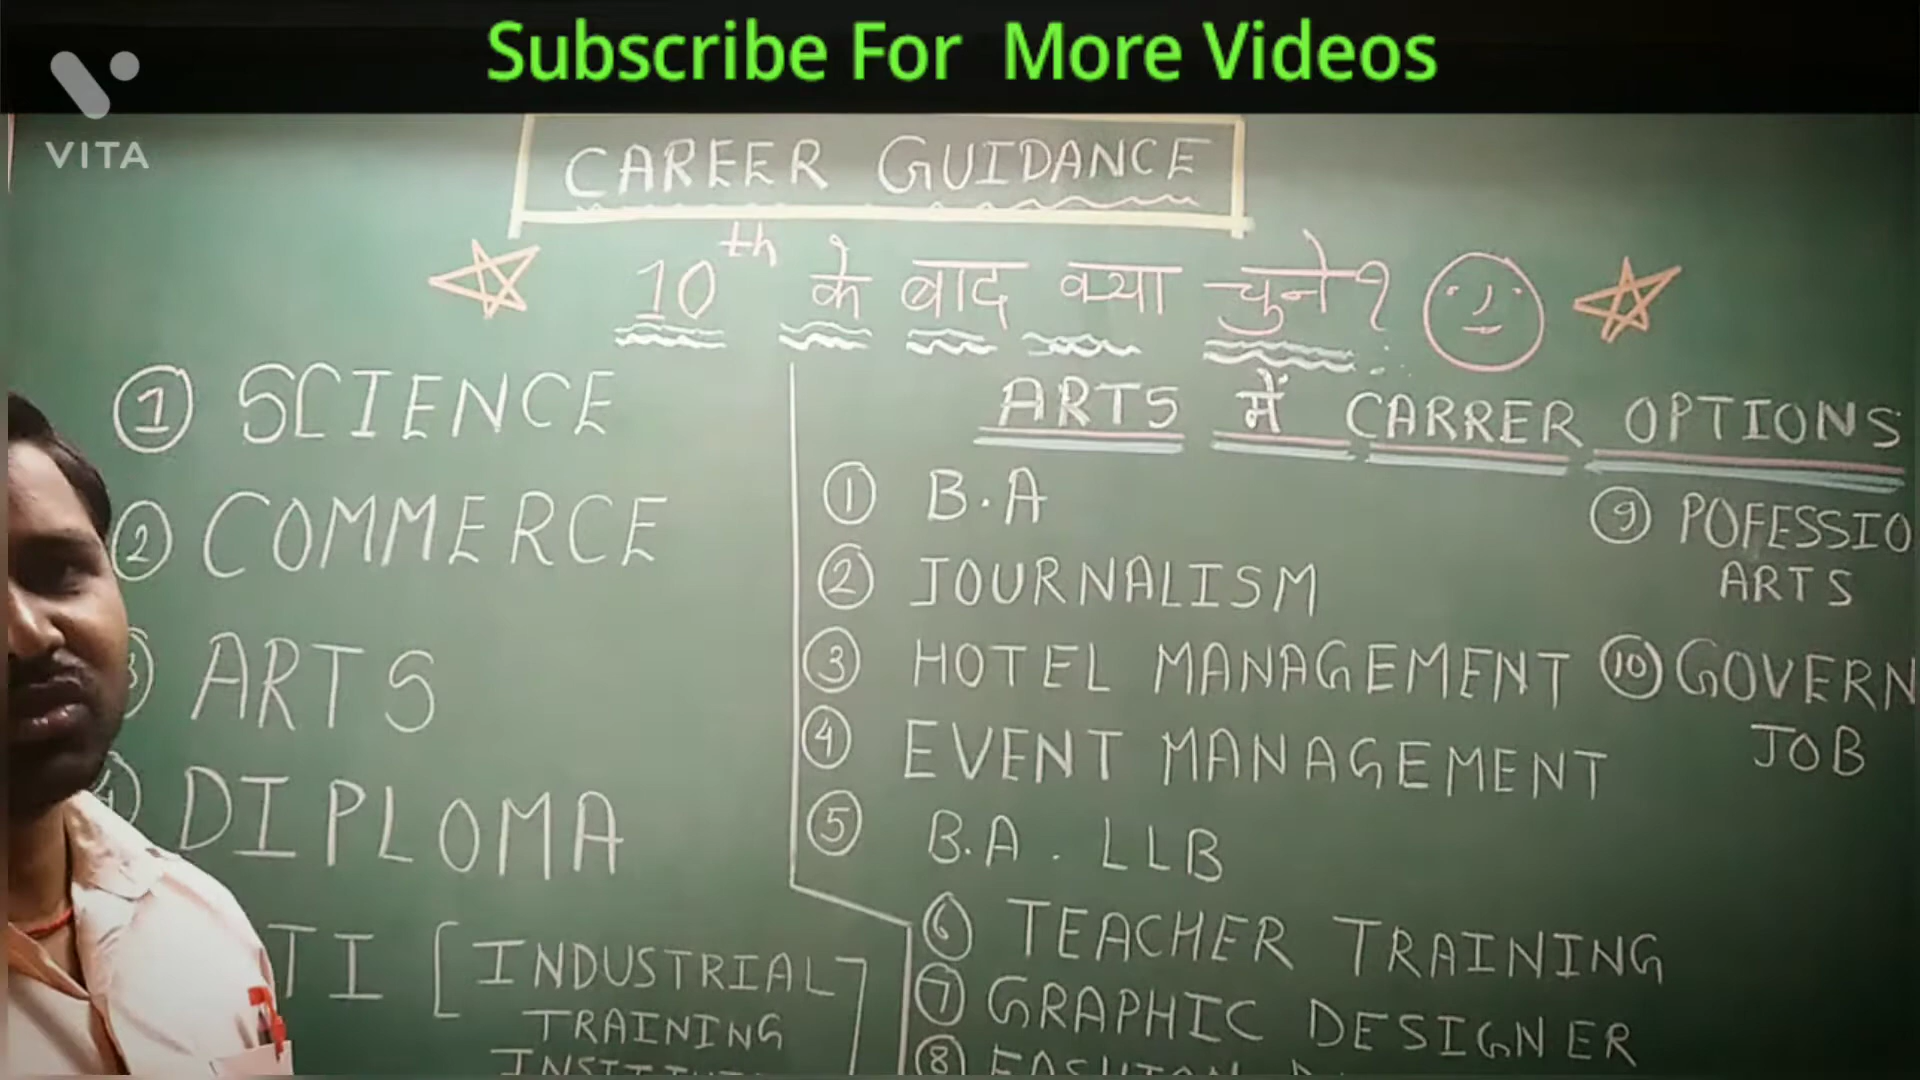 Subscribe For More Videos
VITA
CAREER GUIDANCE
10th के बाद क्या चुने?
① SCIENCE
② COMMERCE
ARTS
DIPLOMA
TI [INDUSTRIAL
TRAINING
ARTS में CARRER OPTIONS
① B.A
② JOURNALISM
③ HOTEL MANAGEMENT
④ EVENT MANAGEMENT
⑤ B.A. LLB
⑥ TEACHER TRAINING
⑦ GRAPHIC DESIGNER
⑧
⑨ POFESSIO
ARTS
⑩ GOVERN
JOB